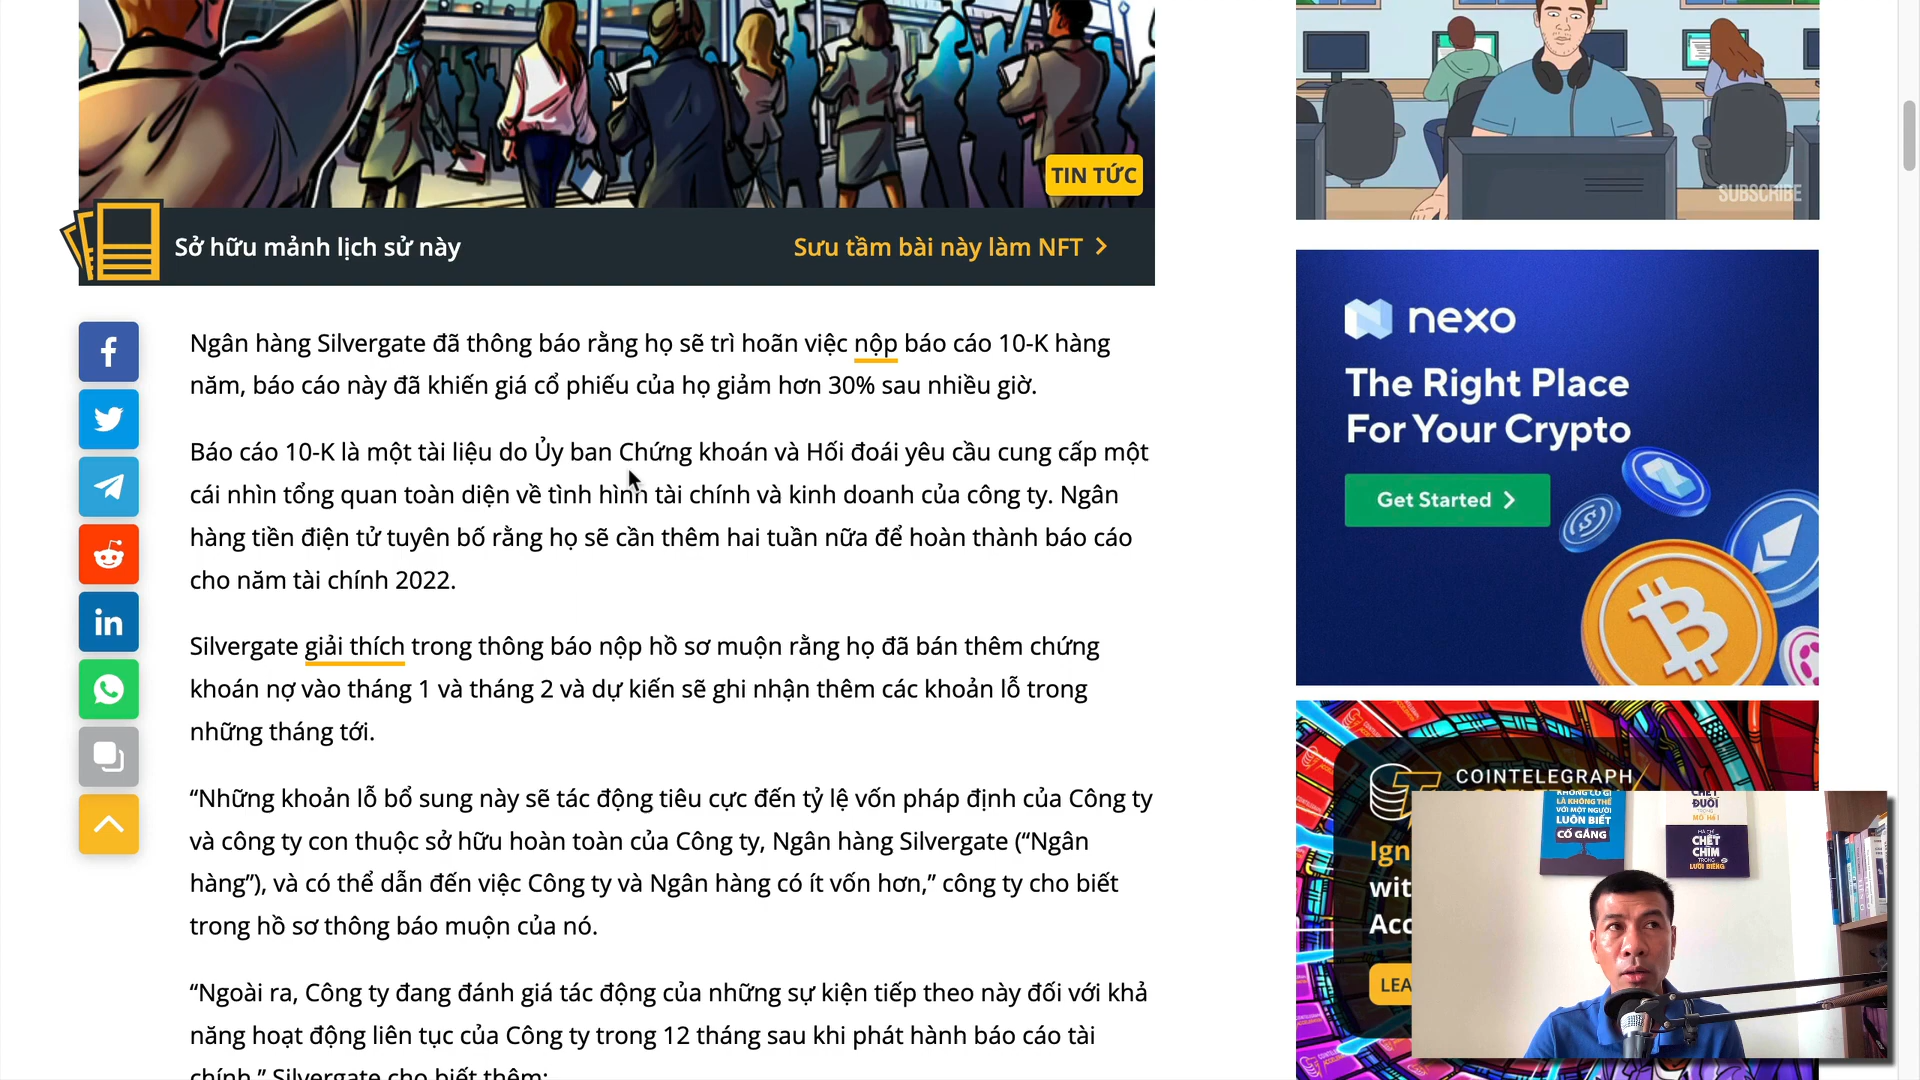 TIN TỨC
Sở hữu mảnh lịch sử này
Sưu tầm bài này làm NFT
Ngân hàng Silvergate đã thông báo rằng họ sẽ trì hoãn việc nộp báo cáo 10-K hàng
năm, báo cáo này đã khiến giá cổ phiếu của họ giảm hơn 30% sau nhiều giờ.
Báo cáo 10-K là một tài liệu do Ủy ban Chứng khoán và Hối đoái yêu cầu cung cấp một
cái nhìn tổng quan toàn diện về tình hình tài chính và kinh doanh của công ty. Ngân
hàng tiền điện tử tuyên bố rằng họ sẽ cần thêm hai tuần nữa để hoàn thành báo cáo
cho năm tài chính 2022.
Silvergate giải thích trong thông báo nộp hồ sơ muộn rằng họ đã bán thêm chứng
khoán nợ vào tháng 1 và tháng 2 và dự kiến sẽ ghi nhận thêm các khoản lỗ trong
những tháng tới.
“Những khoản lỗ bổ sung này sẽ tác động tiêu cực đến tỷ lệ vốn pháp định của Công ty
và công ty con thuộc sở hữu hoàn toàn của Công ty, Ngân hàng Silvergate (“Ngân
hàng”), và có thể dẫn đến việc Công ty và Ngân hàng có ít vốn hơn,” công ty cho biết
trong hồ sơ thông báo muộn của nó.
“Ngoài ra, Công ty đang đánh giá tác động của những sự kiện tiếp theo này đối với khả
năng hoạt động liên tục của Công ty trong 12 tháng sau khi phát hành báo cáo tài
chính,” Silvergate cho biết thêm:
SUBSCRIBE
nexo
The Right Place
For Your Crypto
Get Started
COINTELEGRAPH
Ign
wit
Acc
LEA
KHÔNG CÓ GÌ
LÀ KHÔNG THỂ
VỚI MỘT NGƯỜI
LUÔN BIẾT
CỐ GẮNG
CHẾT
ĐUỐI
TRONG
MỒ HÔI
MÀ CHỈ
CHẾT
CHÌM
TRONG
LƯỜI BIẾNG